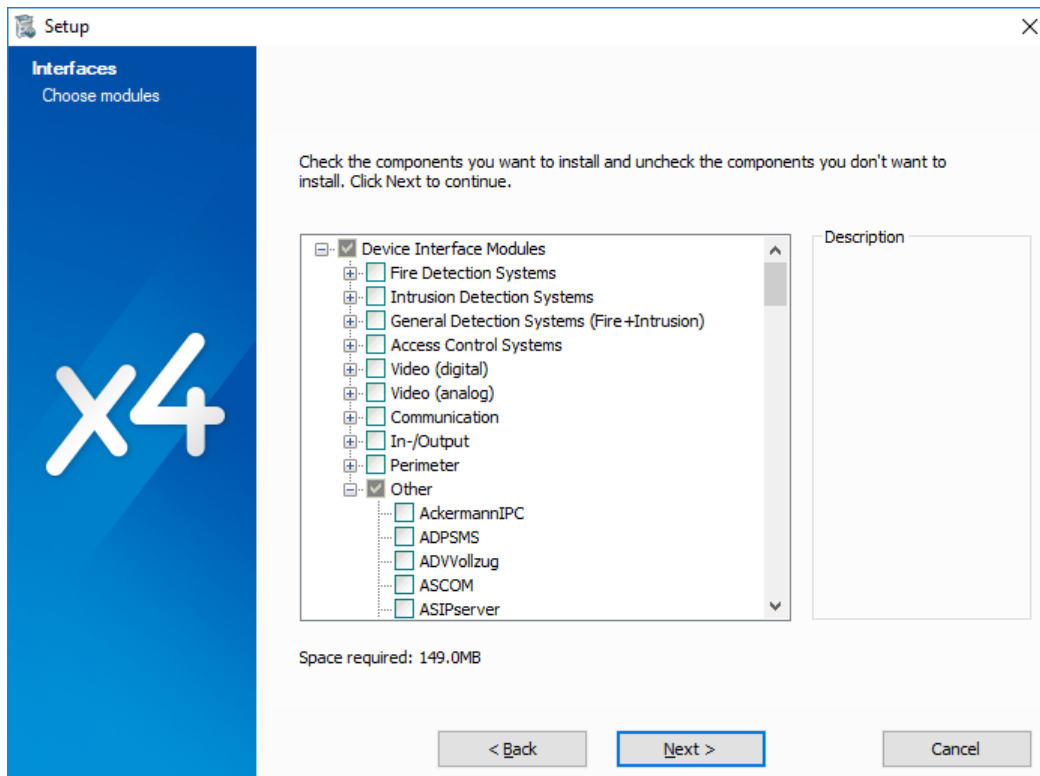 Setup
Interfaces
Choose modules
Check the components you want to install and uncheck the components you don't want to
install. Click Next to continue.
Device Interface Modules
Fire Detection Systems
Intrusion Detection Systems
General Detection Systems (Fire+Intrusion)
Access Control Systems
Video (digital)
Video (analog)
Communication
In-/Output
Perimeter
Other
AckermannIPC
ADPSMS
ADVVollzug
ASCOM
ASIPserver
Description
x4
Space required: 149.0MB
< Back
Next >
Cancel